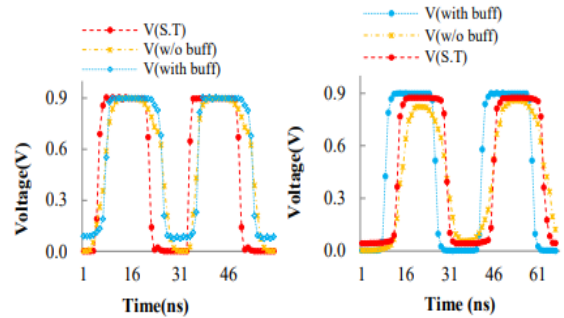 V(S.T)
V(w/o buff)
V(with buff)
0.9
0.6
0.3
0.0
Voltage(V)
1 16 31 46
Time(ns)
V(with buff)
V(w/o buff)
V(S.T)
0.9
0.6
0.3
0.0
Voltage(V)
1 16 31 46 61
Time (ns)